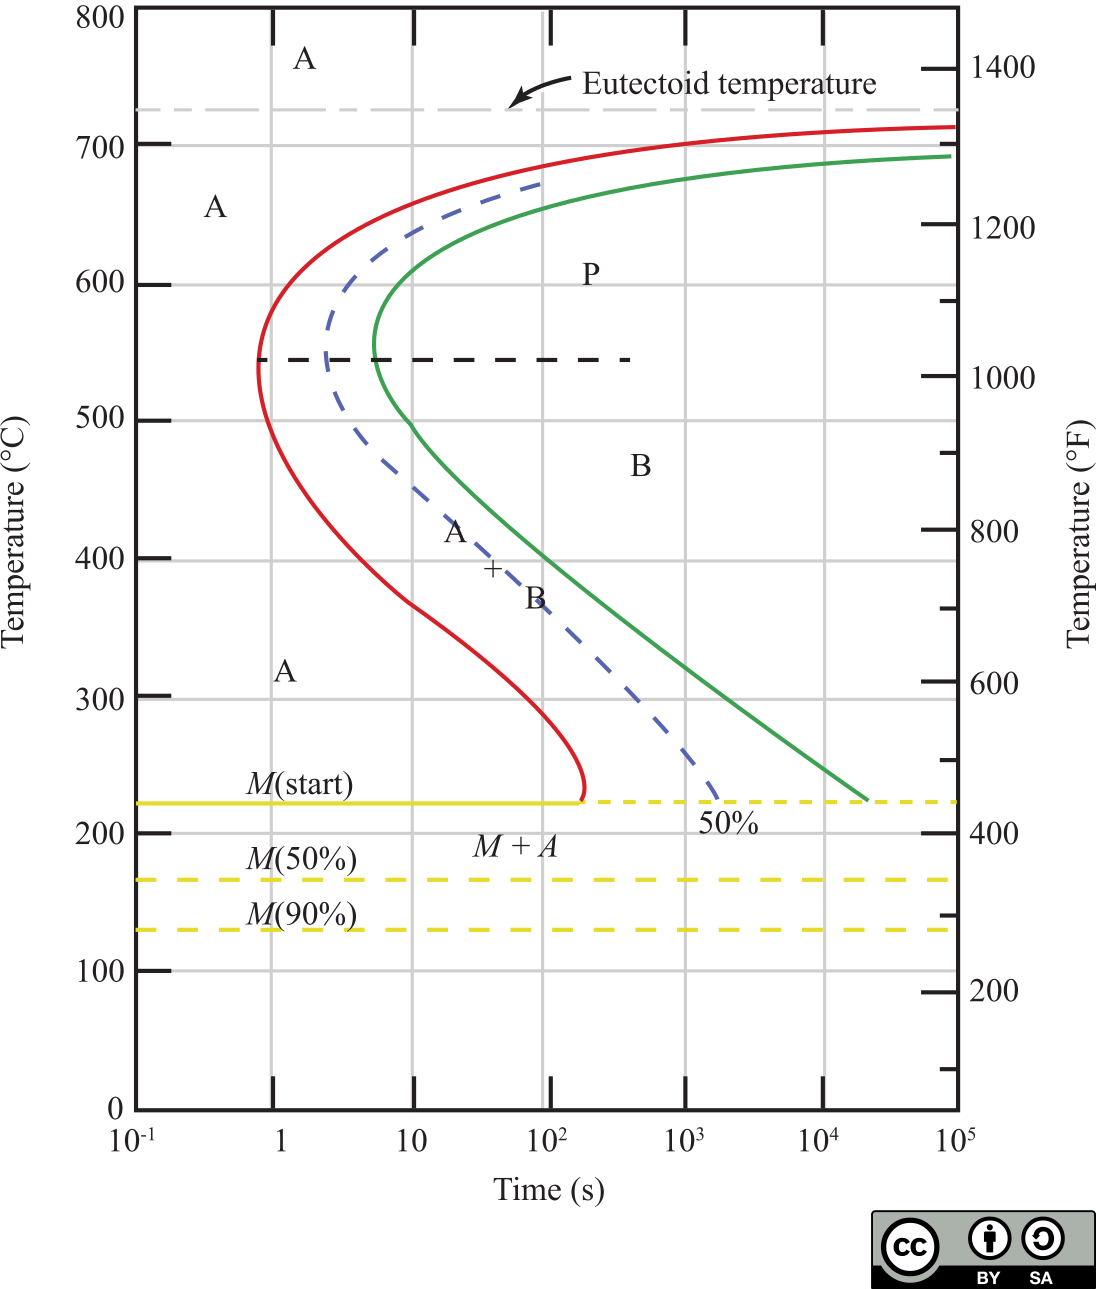 800
A
1400
Eutectoid temperature
700
A
1200
P
600
1000
500
B
Temperature (°C)
Temperature (°F)
A
800
400
+
B
A
600
300
M(start)
50%
200
400
M + A
M(50%)
M(90%)
100
200
0
10-1
1
10
10²
10³
10⁴
10⁵
Time (s)
cc
BY SA